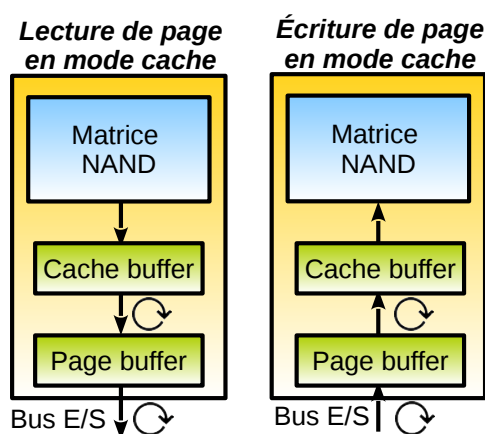 Lecture de page
en mode cache
Matrice
NAND
Cache buffer
Page buffer
Bus E/S
Écriture de page
en mode cache
Matrice
NAND
Cache buffer
Page buffer
Bus E/S